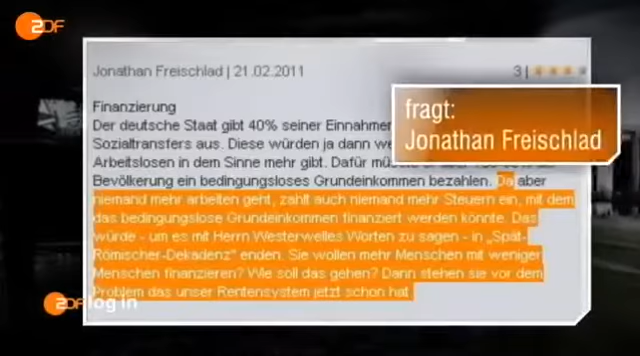 ZDF
Jonathan Freischlad | 21.02.2011
3 |
fragt:
Jonathan Freischlad
Finanzierung
Der deutsche Staat gibt 40% seiner Einnahmen
Sozialtransfers aus. Diese würden ja dann
Arbeitslosen in dem Sinne mehr gibt. Dafür
Bevölkerung ein bedingungsloses Grundeinkommen bezahlen. Da aber
niemand mehr arbeiten geht, zahlt auch niemand mehr Steuern ein, mit dem
das bedingungslose Grundeinkommen finanziert werden könnte. Das
würde - um es mit Herrn Westerwelles Worten zu sagen - in „Spät-
Römischer-Dekadenz" enden. Sie wollen mehr Menschen mit weniger
Menschen finanzieren? Wie soll das gehen? Dann stehen sie vor dem
Problem das unser Rentensystem jetzt schon hat
ZDF log in